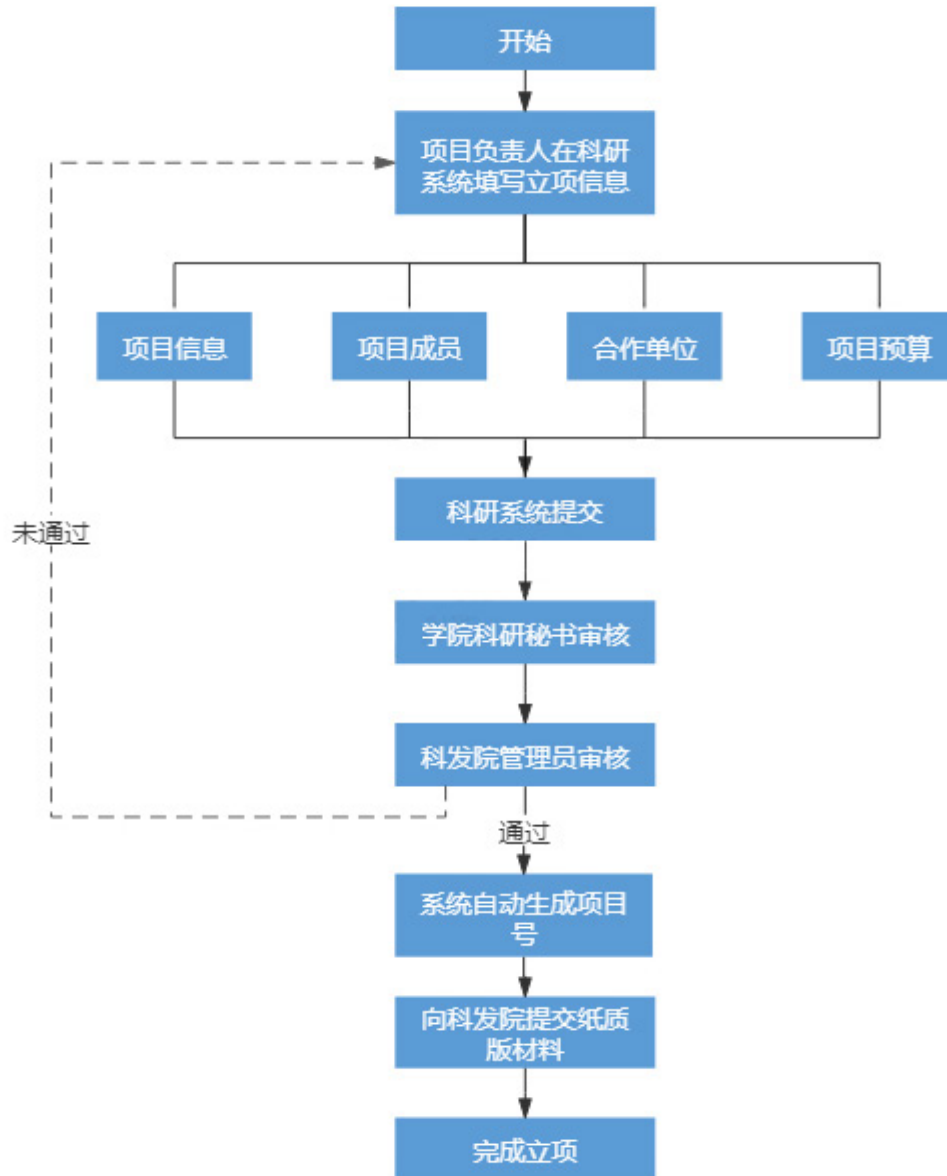 开始
项目负责人在科研
系统填写立项信息
项目信息
项目成员
合作单位
项目预算
科研系统提交
未通过
学院科研秘书审核
科发院管理员审核
通过
系统自动生成项目
号
向科发院提交纸质
版材料
完成立项